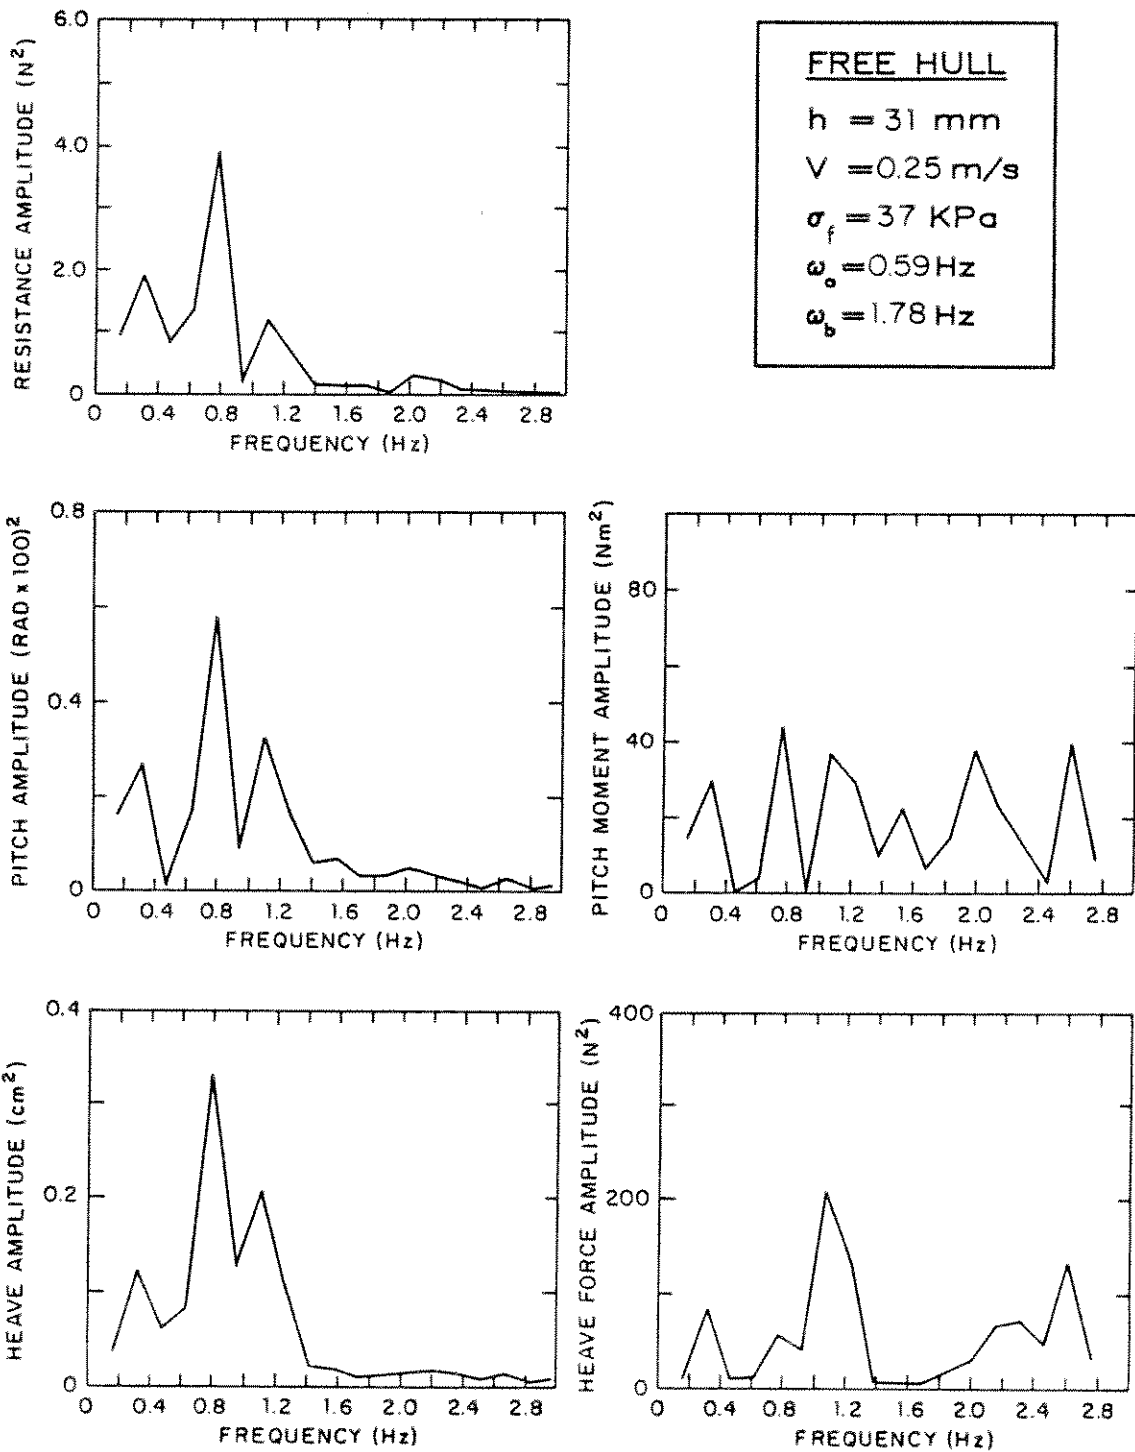 FREE HULL
h = 31 mm
V = 0.25 m/s
σf = 37 KPa
ωo = 0.59 Hz
ωb = 1.78 Hz
RESISTANCE AMPLITUDE (N²)
6.0
4.0
2.0
0
0 0.4 0.8 1.2 1.6 2.0 2.4 2.8
FREQUENCY (Hz)
PITCH AMPLITUDE (RAD x 100)²
0.8
0.4
0
0 0.4 0.8 1.2 1.6 2.0 2.4 2.8
FREQUENCY (Hz)
PITCH MOMENT AMPLITUDE (Nm²)
80
40
0
0 0.4 0.8 1.2 1.6 2.0 2.4 2.8
FREQUENCY (Hz)
HEAVE AMPLITUDE (cm²)
0.4
0.2
0
0 0.4 0.8 1.2 1.6 2.0 2.4 2.8
FREQUENCY (Hz)
HEAVE FORCE AMPLITUDE (N²)
400
200
0
0 0.4 0.8 1.2 1.6 2.0 2.4 2.8
FREQUENCY (Hz)